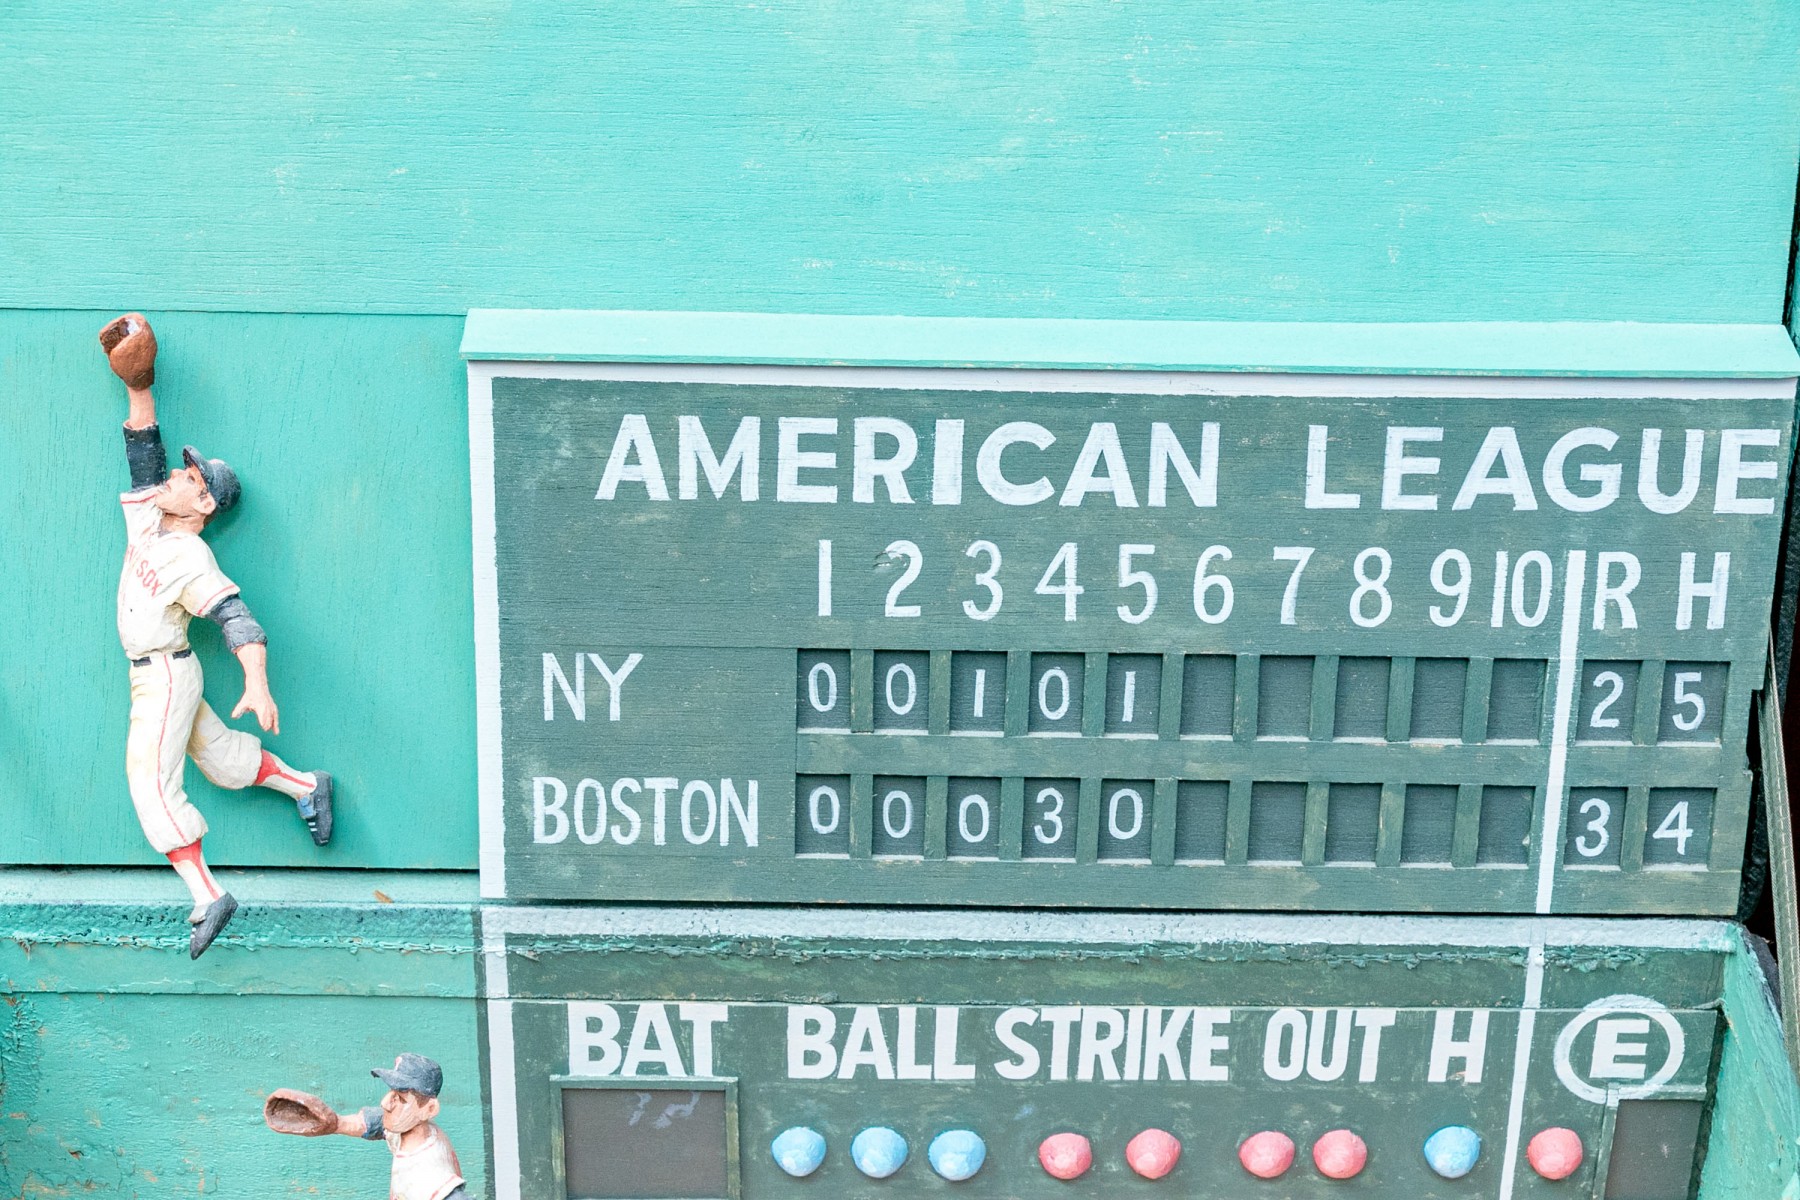 AMERICAN LEAGUE
1 2 3 4 5 6 7 8 9 10 R H
NY 0 0 1 0 1 2 5
BOSTON 0 0 0 3 0 3 4
BAT BALL STRIKE OUT H E
SOX